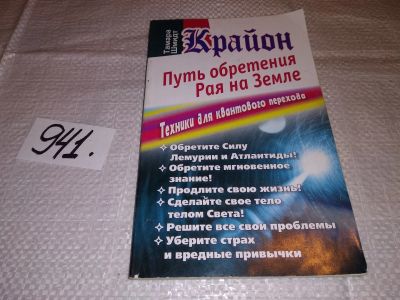 941.
Тамара
Шмидт
Крайон
Путь обретения
Рая на Земле
Техники для квантового перехода
Обретите Силу
Лемурии и Атлантиды!
Обретите мгновенное
знание!
Продлите свою жизнь!
Сделайте свое тело
телом Света!
Решите все свои проблемы
Уберите страх
и вредные привычки